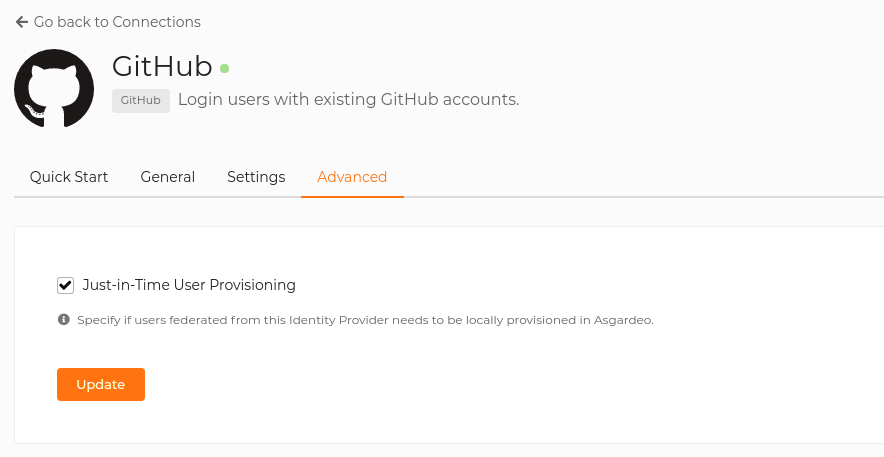 Go back to Connections
GitHub
GitHub Login users with existing GitHub accounts.
Quick Start General Settings Advanced
Just-in-Time User Provisioning
Specify if users federated from this Identity Provider needs to be locally provisioned in Asgardeo.
Update